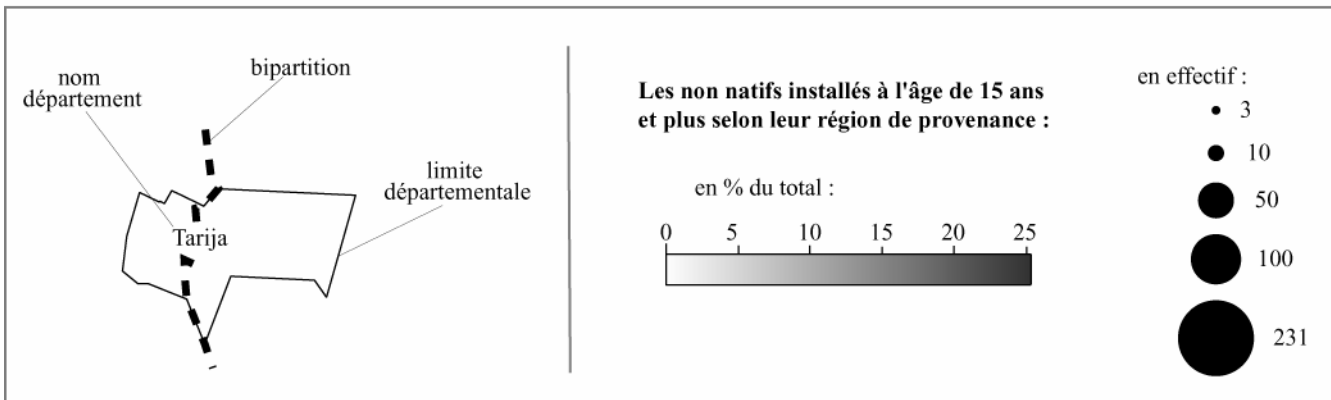 nom
département
bipartition
limite
départementale
Tarija
Les non natifs installés à l'âge de 15 ans
et plus selon leur région de provenance :
en % du total :
0 5 10 15 20 25
en effectif :
3
10
50
100
231